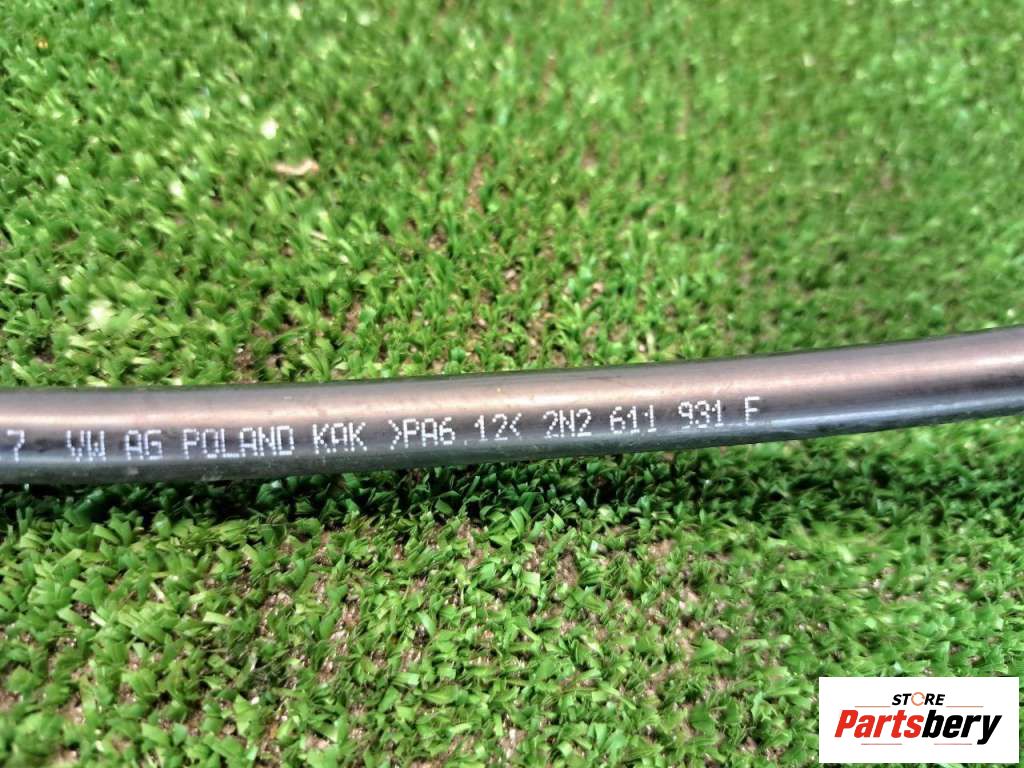 7 VW AG POLAND KAK >PA6.12< 2N2 611 931 E
STORE
Partsbery